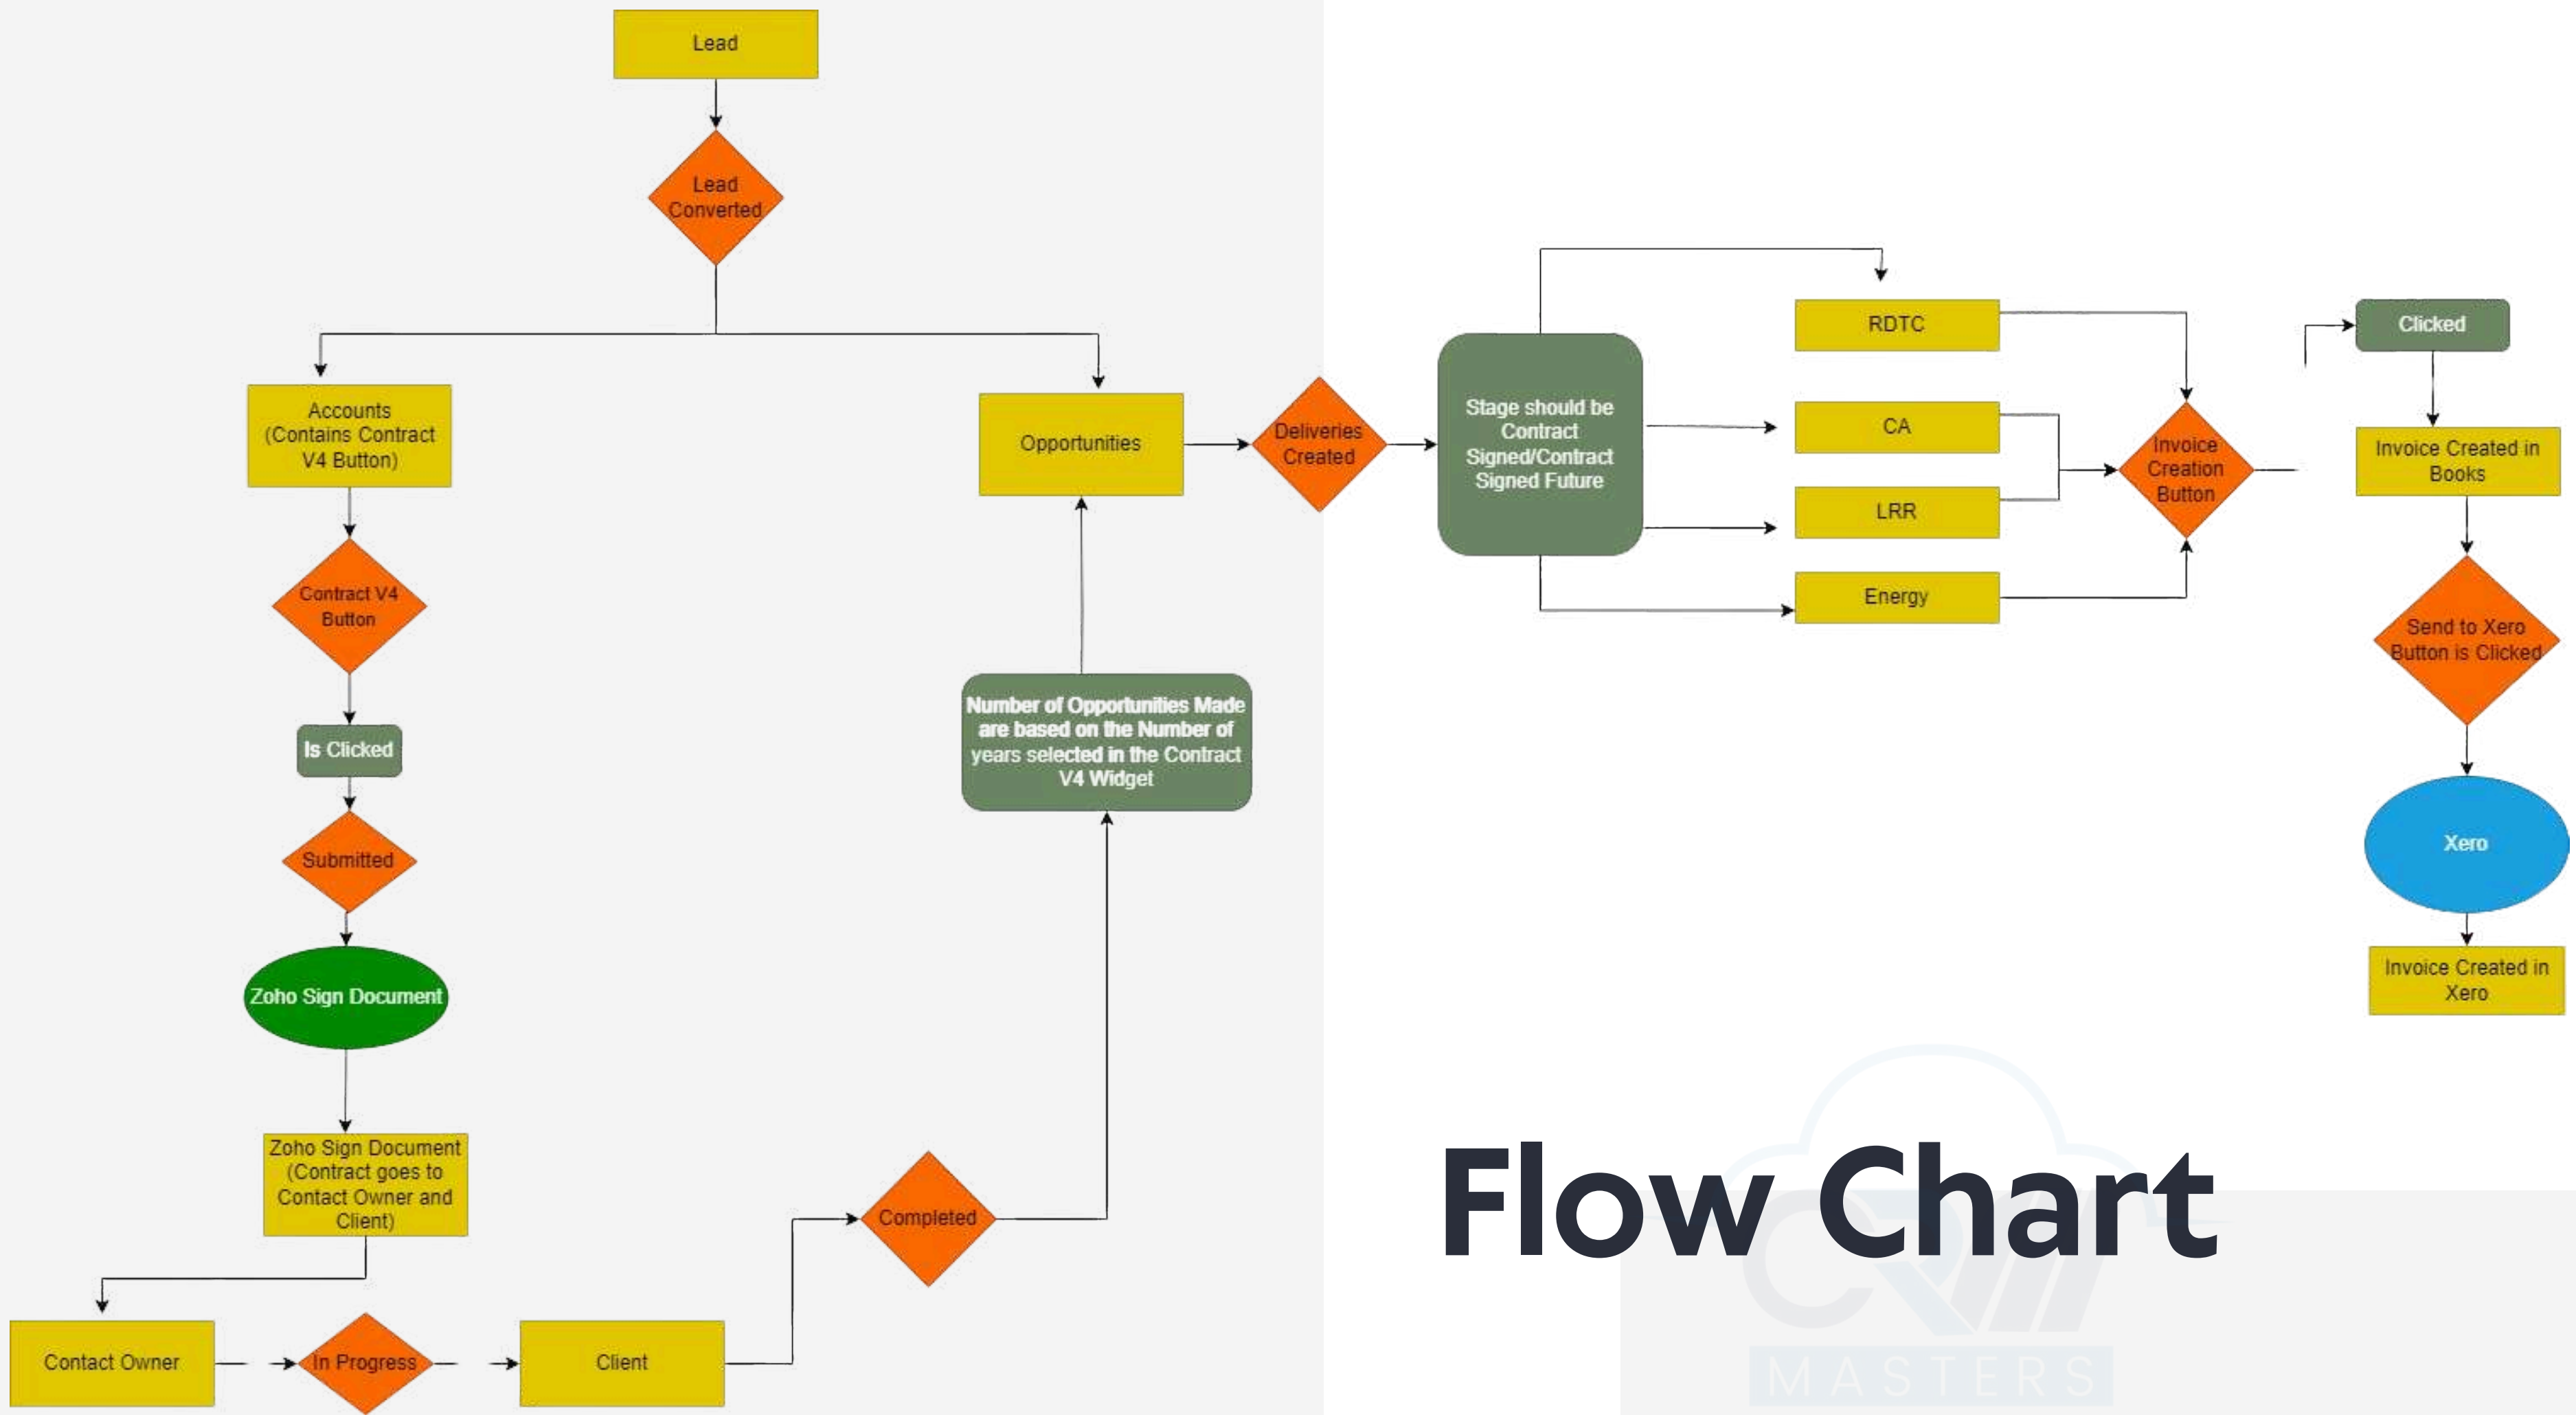 Lead
Lead
Converted
Accounts
(Contains Contract
V4 Button)
Contract V4
Button
Is Clicked
Submitted
Zoho Sign Document
Zoho Sign Document
(Contract goes to
Contact Owner and
Client)
Contact Owner
In Progress
Client
Completed
Number of Opportunities Made
are based on the Number of
years selected in the Contract
V4 Widget
Opportunities
Deliveries
Created
Stage should be
Contract
Signed/Contract
Signed Future
RDTC
CA
LRR
Energy
Invoice
Creation
Button
Clicked
Invoice Created in
Books
Send to Xero
Button is Clicked
Xero
Invoice Created in
Xero
Flow Chart
CRM
MASTERS